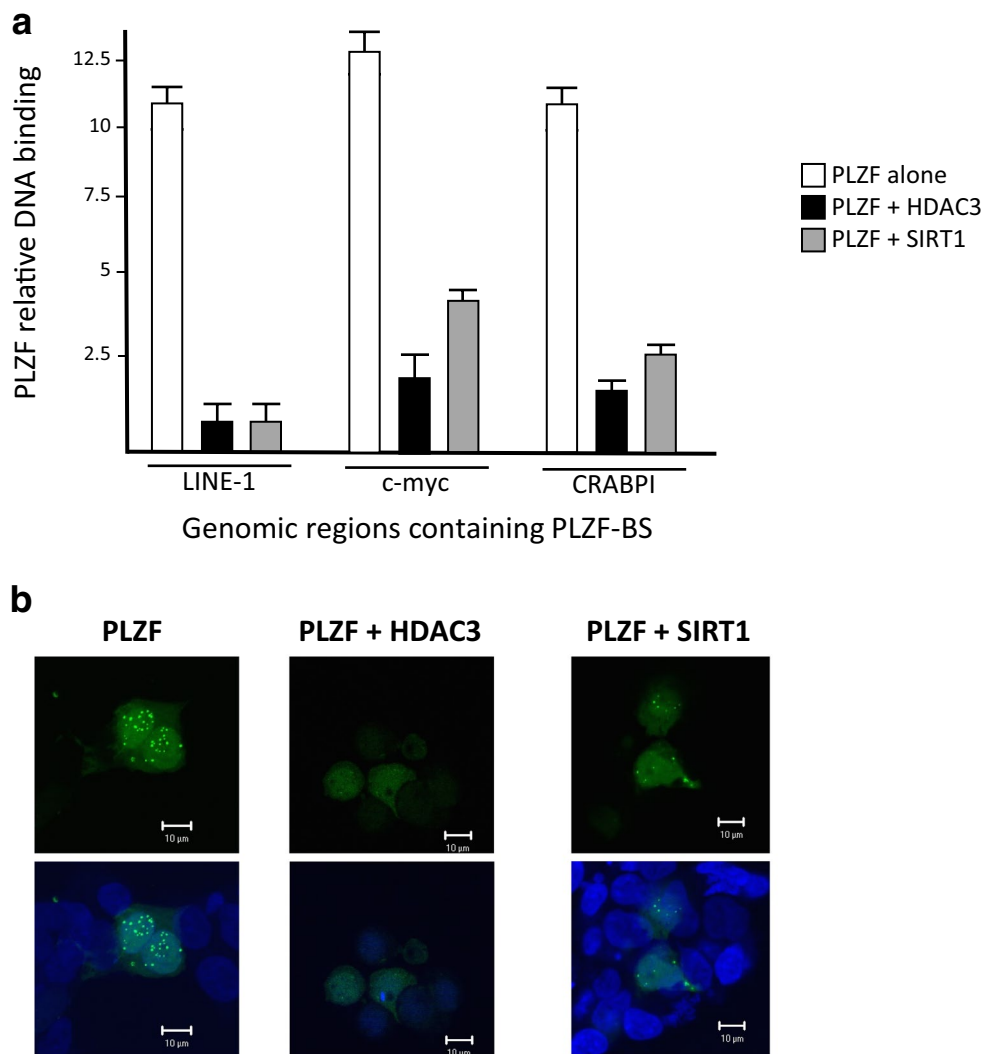 a
PLZF relative DNA binding
12.5
10
7.5
5
2.5
PLZF alone
PLZF + HDAC3
PLZF + SIRT1
LINE-1
c-myc
CRABPI
Genomic regions containing PLZF-BS
b
PLZF
PLZF + HDAC3
PLZF + SIRT1
10 µm
10 µm
10 µm
10 µm
10 µm
10 µm